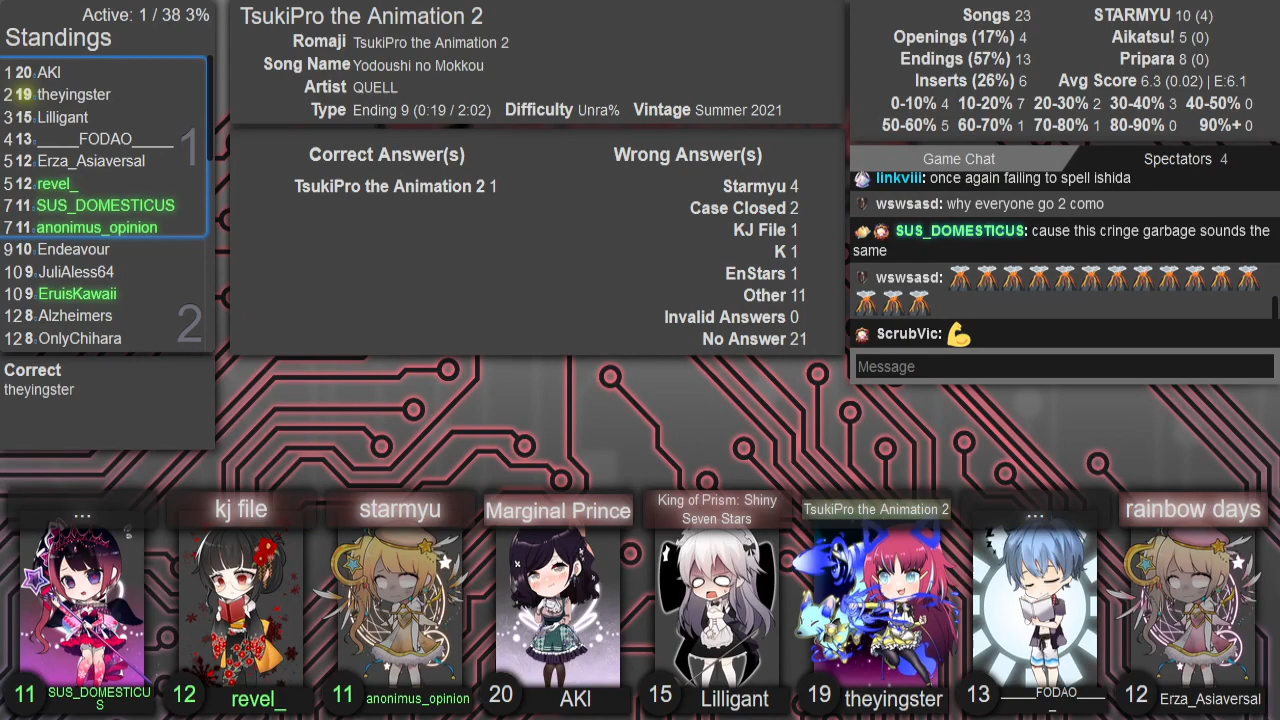 Active: 1 / 38 3%
Standings
1 20 AKI
2 19 theyingster
3 15 Lilligant
4 13 _____FODAO_____
5 12 Erza_Asiaversal
5 12 revel_
7 11 SUS_DOMESTICUS
7 11 anonimus_opinion
1
9 10 Endeavour
10 9 JuliAless64
10 9 EruisKawaii
12 8 Alzheimers
12 8 OnlyChihara
2
Correct
theyingster
TsukiPro the Animation 2
Romaji TsukiPro the Animation 2
Song Name Yodoushi no Mokkou
Artist QUELL
Type Ending 9 (0:19 / 2:02) Difficulty Unra% Vintage Summer 2021
Correct Answer(s)
TsukiPro the Animation 2 1
Wrong Answer(s)
Starmyu 4
Case Closed 2
KJ File 1
K 1
EnStars 1
Other 11
Invalid Answers 0
No Answer 21
Songs 23 STARMYU 10 (4)
Openings (17%) 4 Aikatsu! 5 (0)
Endings (57%) 13 Pripara 8 (0)
Inserts (26%) 6 Avg Score 6.3 (0.02) | E:6.1
0-10% 4 10-20% 7 20-30% 2 30-40% 3 40-50% 0
50-60% 5 60-70% 1 70-80% 1 80-90% 0 90%+ 0
Game Chat Spectators 4
linkviii: once again failing to spell ishida
wswsasd: why everyone go 2 como
SUS_DOMESTICUS: cause this cringe garbage sounds the
same
wswsasd: 🌋🌋🌋🌋🌋🌋🌋🌋🌋🌋🌋🌋
🌋🌋🌋
ScrubVic: 💪
Message
...
11 SUS_DOMESTICU
S
kj file
12 revel_
starmyu
11 anonimus_opinion
Marginal Prince
20 AKI
King of Prism: Shiny
Seven Stars
15 Lilligant
TsukiPro the Animation 2
19 theyingster
...
13 _____FODAO____
_
rainbow days
12 Erza_Asiaversal